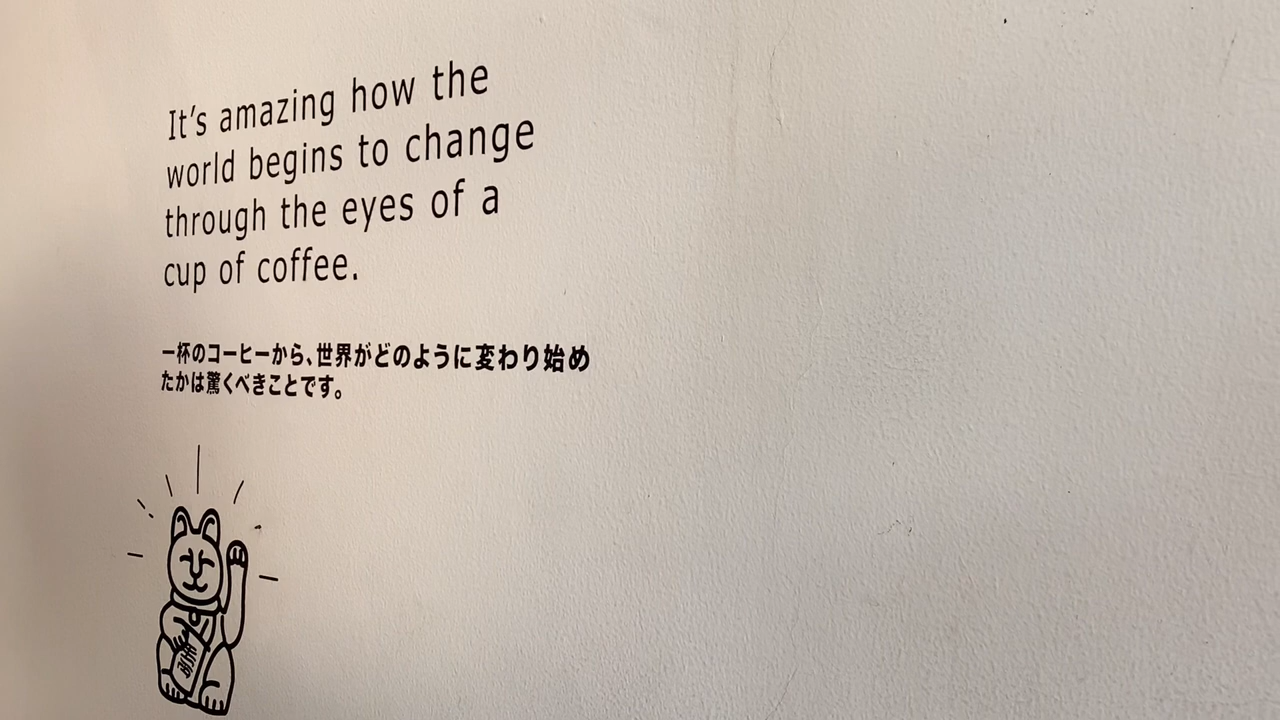 It's amazing how the
world begins to change
through the eyes of a
cup of coffee.
一杯のコーヒーから、世界がどのように変わり始め
たかは驚くべきことです。